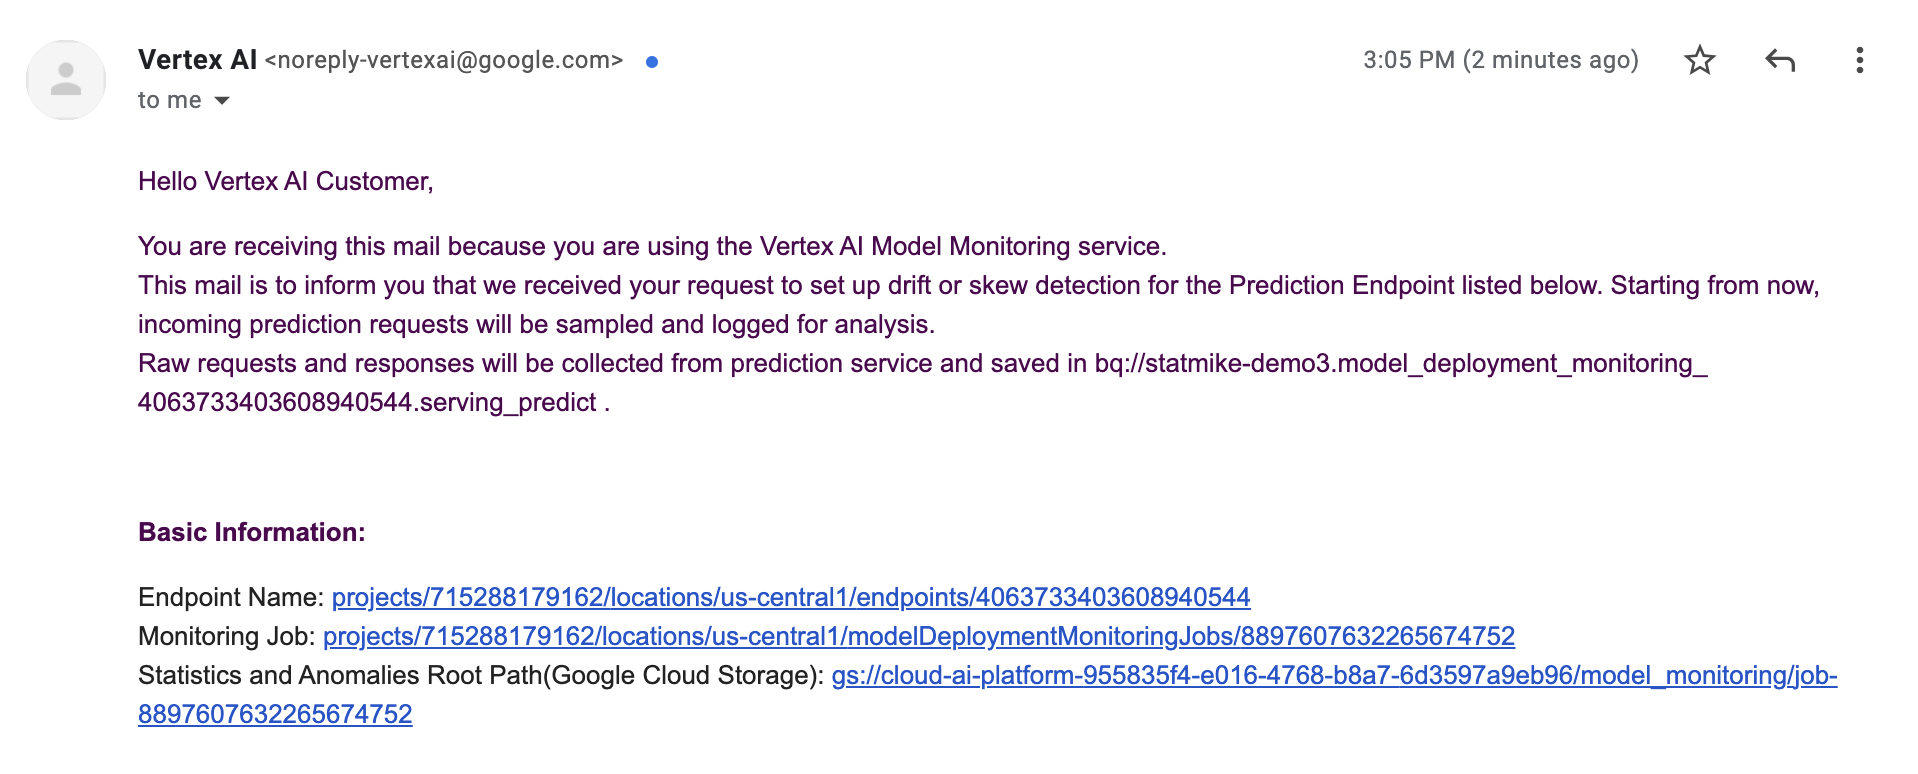 Vertex AI <noreply-vertexai@google.com>
3:05 PM (2 minutes ago)
to me
Hello Vertex AI Customer,
You are receiving this mail because you are using the Vertex AI Model Monitoring service.
This mail is to inform you that we received your request to set up drift or skew detection for the Prediction Endpoint listed below. Starting from now,
incoming prediction requests will be sampled and logged for analysis.
Raw requests and responses will be collected from prediction service and saved in bq://statmike-demo3.model_deployment_monitoring_
4063733403608940544.serving_predict .
Basic Information:
Endpoint Name: projects/715288179162/locations/us-central1/endpoints/4063733403608940544
Monitoring Job: projects/715288179162/locations/us-central1/modelDeploymentMonitoringJobs/8897607632265674752
Statistics and Anomalies Root Path(Google Cloud Storage): gs://cloud-ai-platform-955835f4-e016-4768-b8a7-6d3597a9eb96/model_monitoring/job-
8897607632265674752